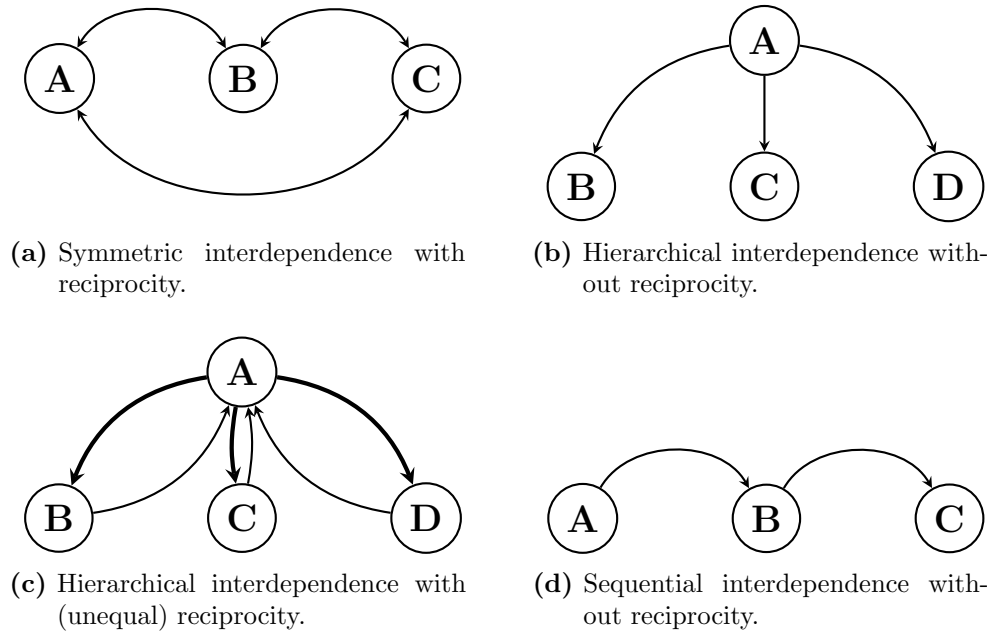 A B C
(a) Symmetric interdependence with
reciprocity.
A
B C D
(b) Hierarchical interdependence with-
out reciprocity.
A
B C D
(c) Hierarchical interdependence with
(unequal) reciprocity.
A B C
(d) Sequential interdependence with-
out reciprocity.